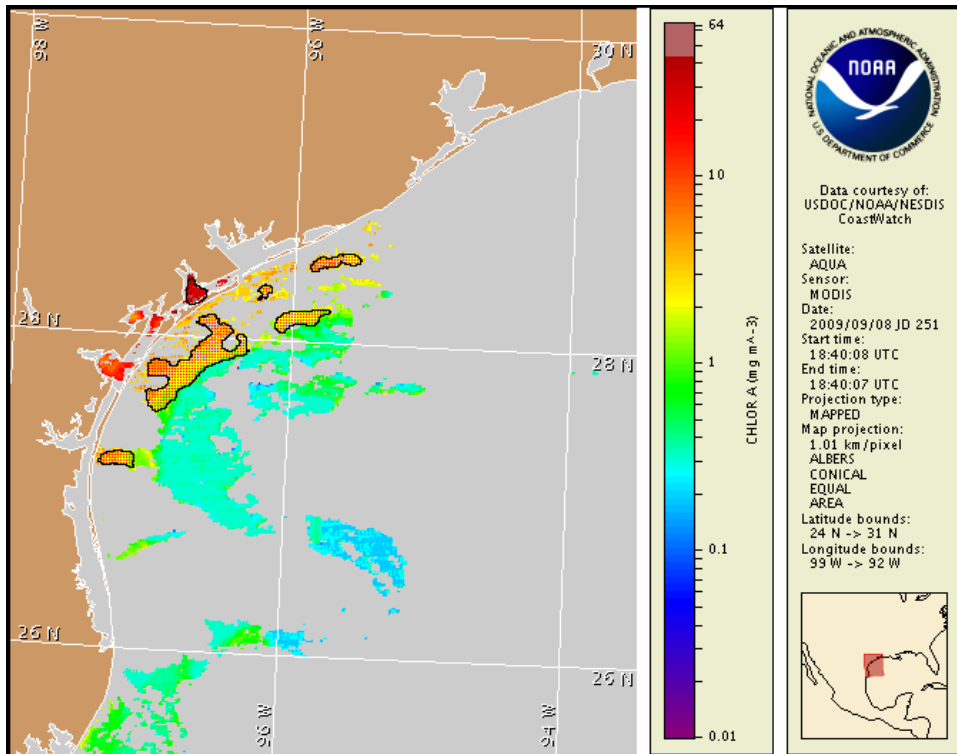 98 W
96 W
30 N
28 N
28 N
26 N
26 N
96 W
94 W
64
10
1
0.1
0.01
CHLOR A (mg m^-3)
NATIONAL OCEANIC AND ATMOSPHERIC ADMINISTRATION
NOAA
U.S. DEPARTMENT OF COMMERCE
Data courtesy of:
USDOC/NOAA/NESDIS
CoastWatch
Satellite:
AQUA
Sensor:
MODIS
Date:
2009/09/08 JD 251
Start time:
18:40:08 UTC
End time:
18:40:07 UTC
Projection type:
MAPPED
Map projection:
1.01 km/pixel
ALBERS
CONICAL
EQUAL
AREA
Latitude bounds:
24 N -> 31 N
Longitude bounds:
99 W -> 92 W